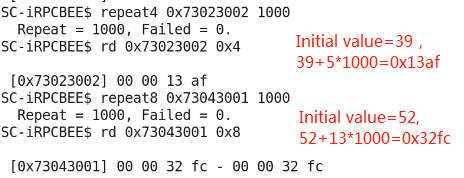 SC-iRPCBEE$ repeat4 0x73023002 1000
Repeat = 1000, Failed = 0.
SC-iRPCBEE$ rd 0x73023002 0x4
Initial value=39 ,
39+5*1000=0x13af
[0x73023002] 00 00 13 af
SC-iRPCBEE$ repeat8 0x73043001 1000
Repeat = 1000, Failed = 0.
SC-iRPCBEE$ rd 0x73043001 0x8
Initial value=52,
52+13*1000=0x32fc
[0x73043001] 00 00 32 fc - 00 00 32 fc